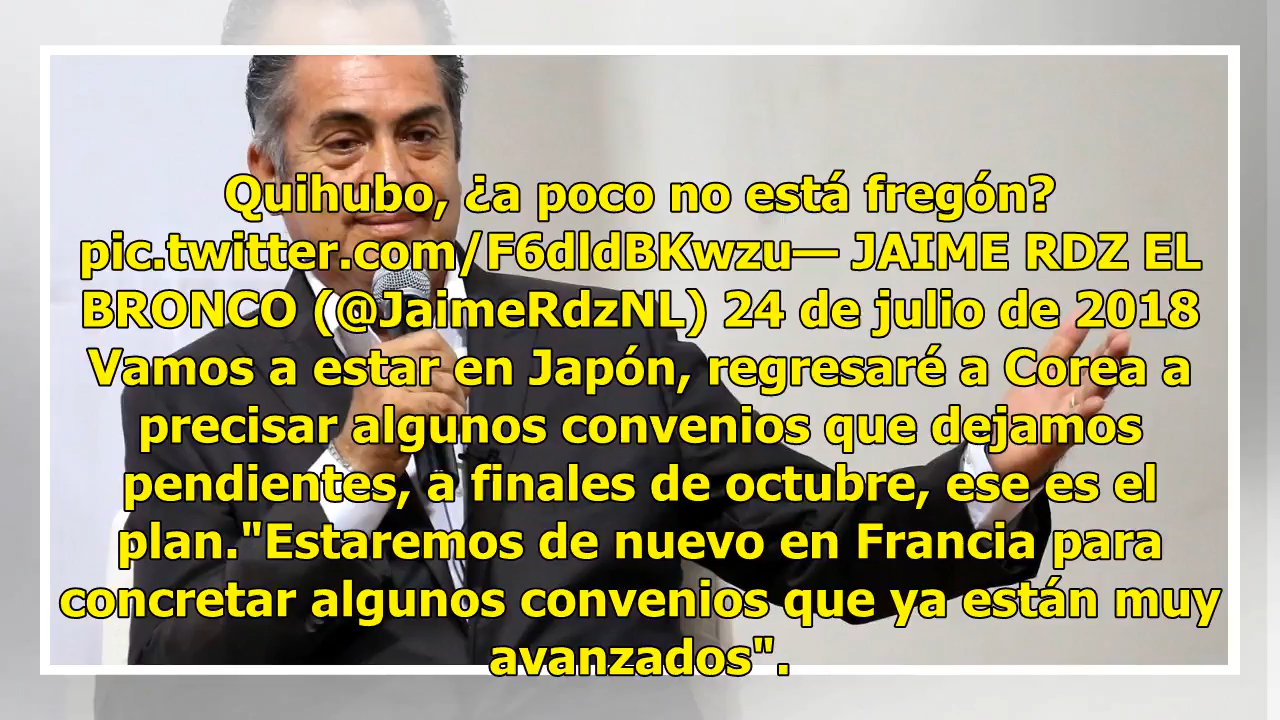 Quihubo, ¿a poco no está fregón?
pic.twitter.com/F6dldBKwzu— JAIME RDZ EL
BRONCO (@JaimeRdzNL) 24 de julio de 2018
Vamos a estar en Japón, regresaré a Corea a
precisar algunos convenios que dejamos
pendientes, a finales de octubre, ese es el
plan."Estaremos de nuevo en Francia para
concretar algunos convenios que ya están muy
avanzados".